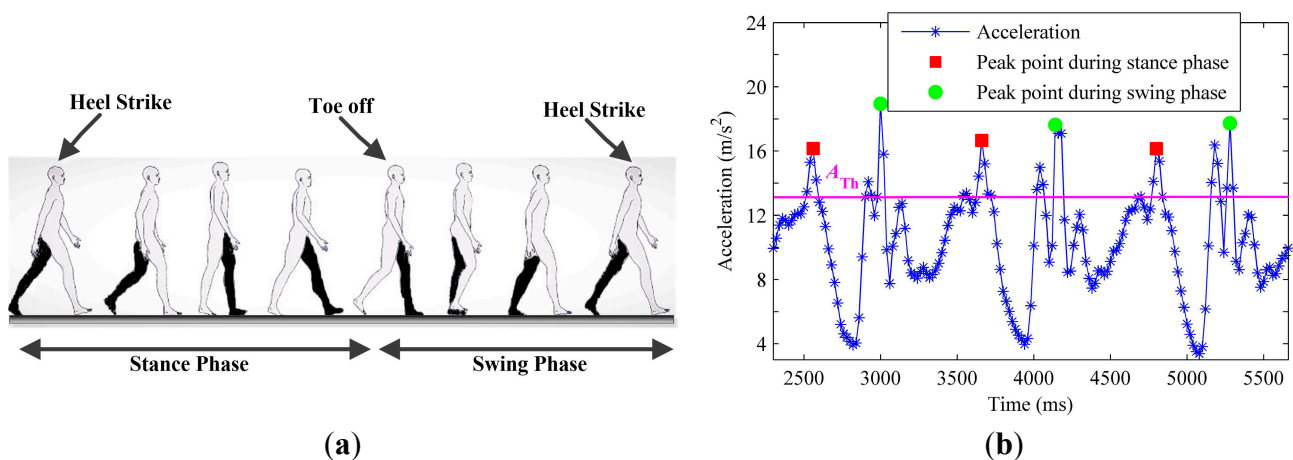 Heel Strike
Toe off
Heel Strike
Stance Phase
Swing Phase
(a)
24
20
16
12
8
4
Acceleration (m/s²)
Acceleration
Peak point during stance phase
Peak point during swing phase
A_Th
2500 3000 3500 4000 4500 5000 5500
Time (ms)
(b)